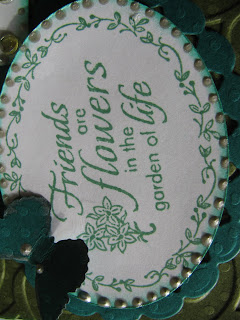 Friends
are
flowers
in the
garden of life